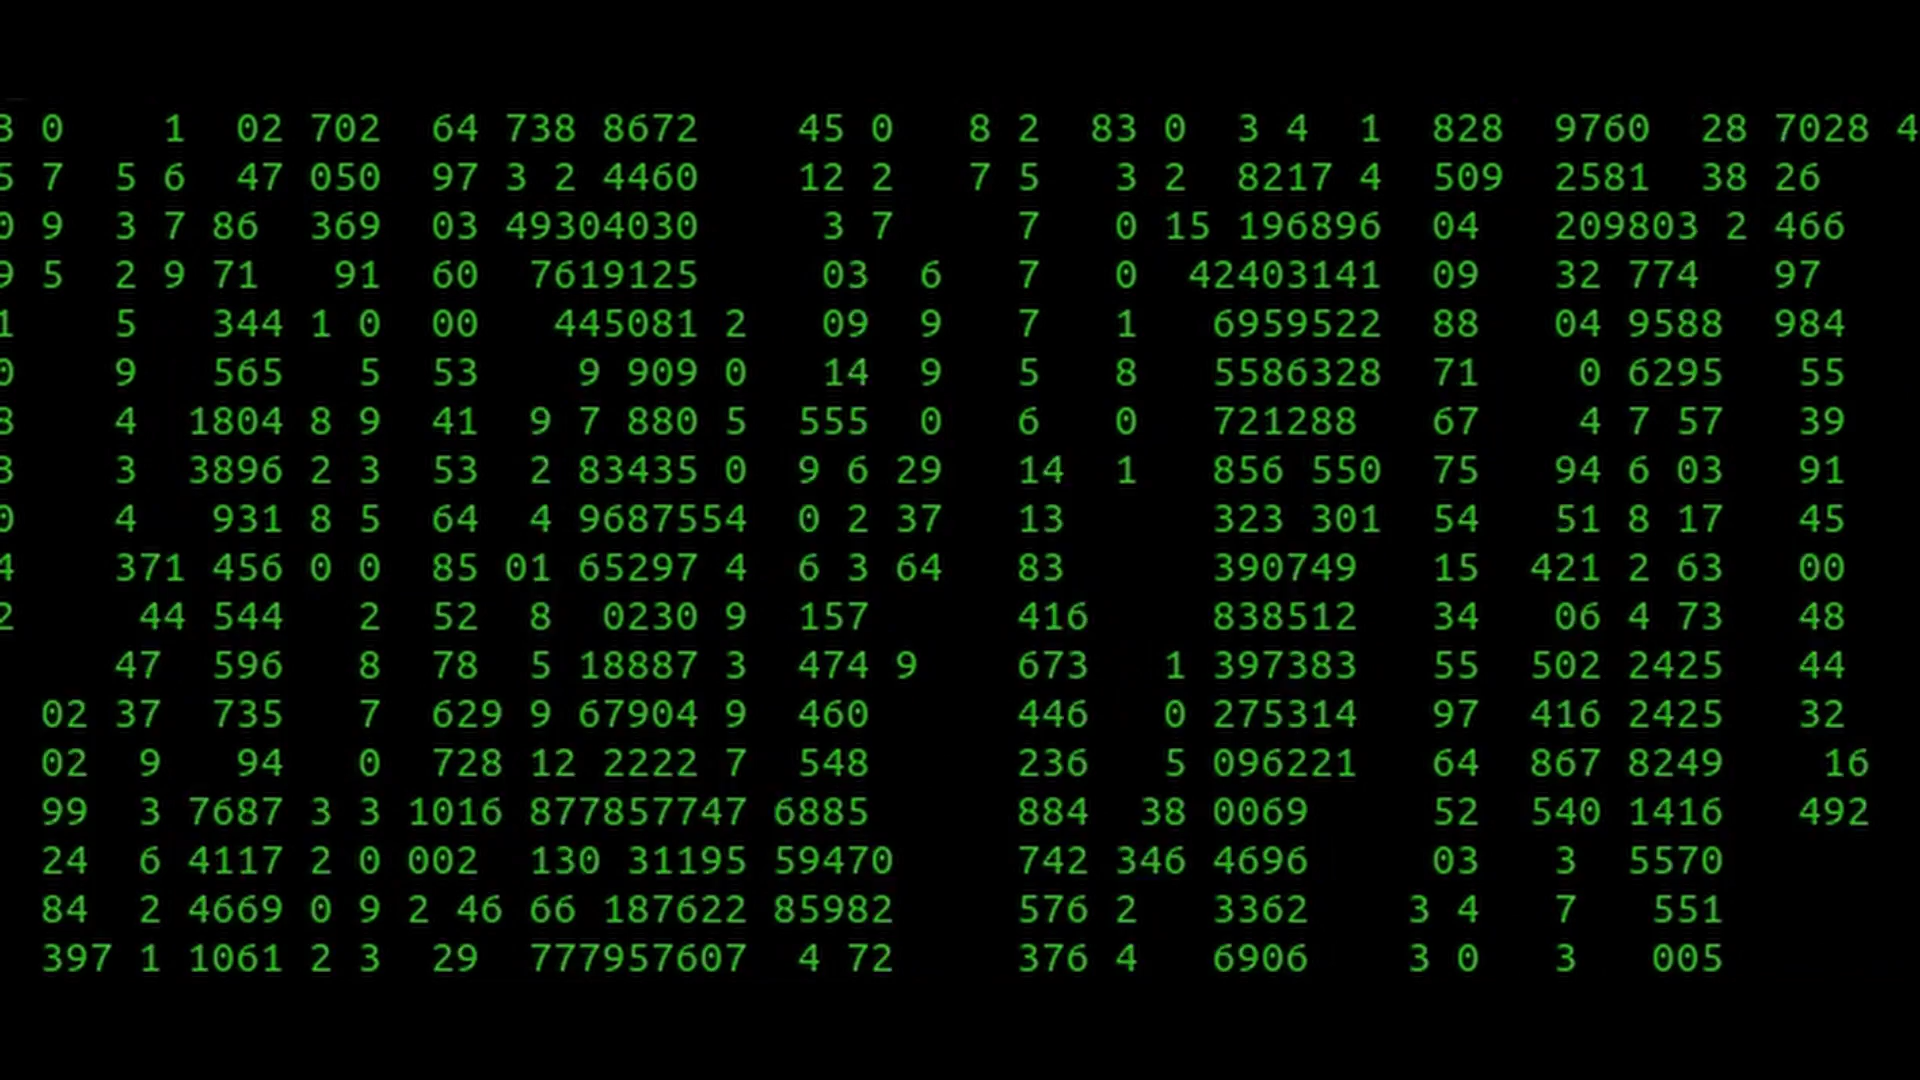 3 0 1 02 702 64 738 8672 45 0 8 2 83 0 3 4 1 828 9760 28 7028 4
5 7 5 6 47 050 97 3 2 4460 12 2 7 5 3 2 8217 4 509 2581 38 26
0 9 3 7 86 369 03 49304030 3 7 7 0 15 196896 04 209803 2 466
9 5 2 9 71 91 60 7619125 03 6 7 0 42403141 09 32 774 97
1 5 344 1 0 00 445081 2 09 9 7 1 6959522 88 04 9588 984
0 9 565 5 53 9 909 0 14 9 5 8 5586328 71 0 6295 55
8 4 1804 8 9 41 9 7 880 5 555 0 6 0 721288 67 4 7 57 39
3 3 3896 2 3 53 2 83435 0 9 6 29 14 1 856 550 75 94 6 03 91
0 4 931 8 5 64 4 9687554 0 2 37 13 323 301 54 51 8 17 45
4 371 456 0 0 85 01 65297 4 6 3 64 83 390749 15 421 2 63 00
2 44 544 2 52 8 0230 9 157 416 838512 34 06 4 73 48
47 596 8 78 5 18887 3 474 9 673 1 397383 55 502 2425 44
02 37 735 7 629 9 67904 9 460 446 0 275314 97 416 2425 32
02 9 94 0 728 12 2222 7 548 236 5 096221 64 867 8249 16
99 3 7687 3 3 1016 877857747 6885 884 38 0069 52 540 1416 492
24 6 4117 2 0 002 130 31195 59470 742 346 4696 03 3 5570
84 2 4669 0 9 2 46 66 187622 85982 576 2 3362 3 4 7 551
397 1 1061 2 3 29 777957607 4 72 376 4 6906 3 0 3 005